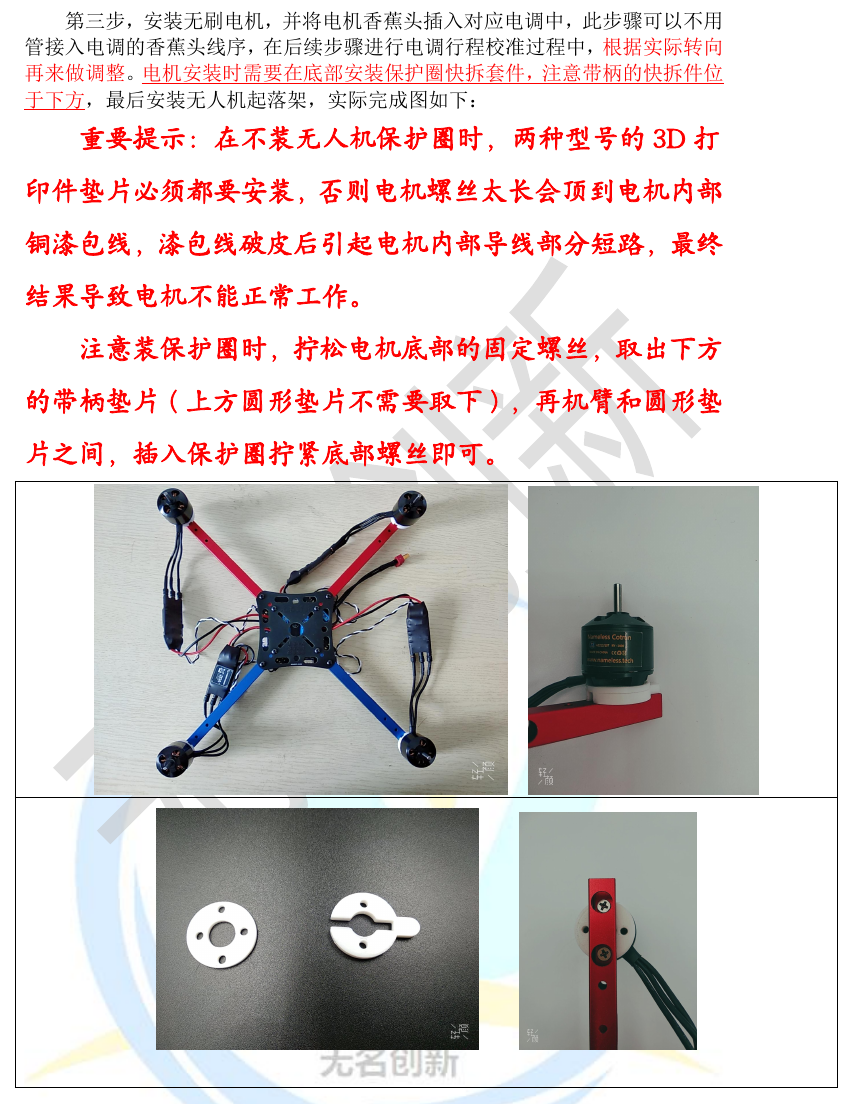 第三步，安装无刷电机，并将电机香蕉头插入对应电调中，此步骤可以不用
管接入电调的香蕉头线序，在后续步骤进行电调行程校准过程中，根据实际转向
再来做调整。电机安装时需要在底部安装保护圈快拆套件，注意带柄的快拆件位
于下方，最后安装无人机起落架，实际完成图如下：
重要提示：在不装无人机保护圈时，两种型号的 3D 打
印件垫片必须都要安装，否则电机螺丝太长会顶到电机内部
铜漆包线，漆包线破皮后引起电机内部导线部分短路，最终
结果导致电机不能正常工作。
注意装保护圈时，拧松电机底部的固定螺丝，取出下方
的带柄垫片（上方圆形垫片不需要取下），再机臂和圆形垫
片之间，插入保护圈拧紧底部螺丝即可。
Nameless Cotrun
www.nameless.tech
轻
颜
轻
颜
轻
颜
轻
颜
无名创新